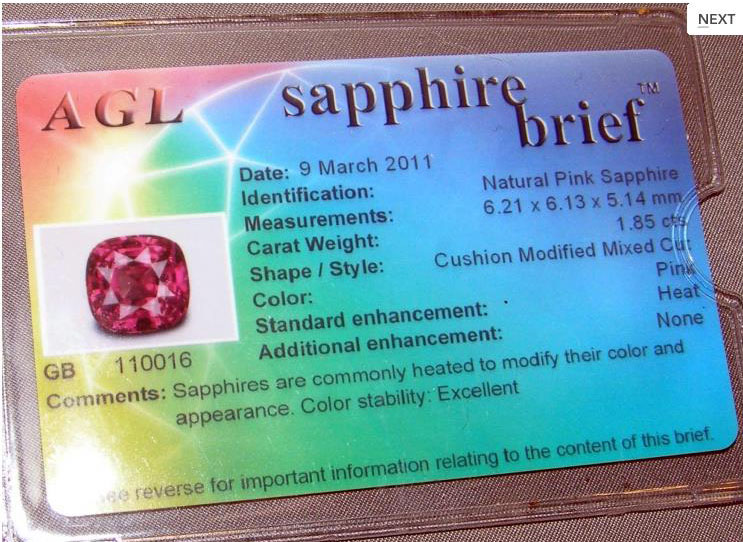 NEXT
AGL sapphire brief™
Date: 9 March 2011
Identification: Natural Pink Sapphire
Measurements: 6.21 x 6.13 x 5.14 mm
Carat Weight: 1.85 cts
Shape / Style: Cushion Modified Mixed Cut
Color: Pink
Standard enhancement: Heat
Additional enhancement: None
GB 110016
Comments: Sapphires are commonly heated to modify their color and
appearance. Color stability: Excellent
See reverse for important information relating to the content of this brief.